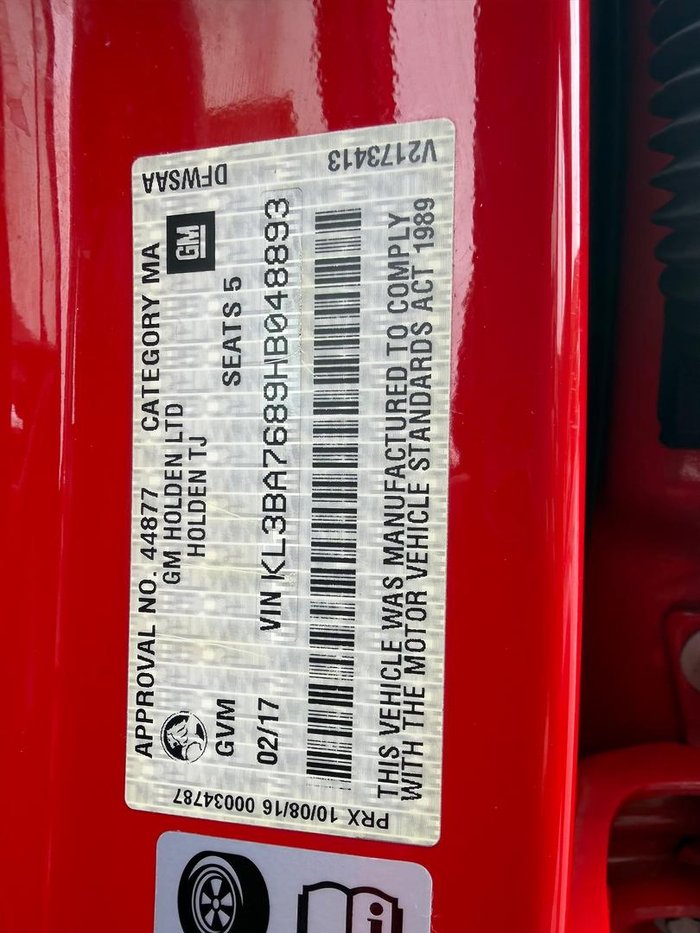 DFWSAA
V2173413
APPROVAL NO. 44877 CATEGORY MA
GM HOLDEN LTD
HOLDEN TJ
GM
GVM
SEATS 5
02/17
VIN KL3BA7689HB048893
THIS VEHICLE WAS MANUFACTURED TO COMPLY
WITH THE MOTOR VEHICLE STANDARDS ACT 1989
PRX 10/08/16 00034787
i